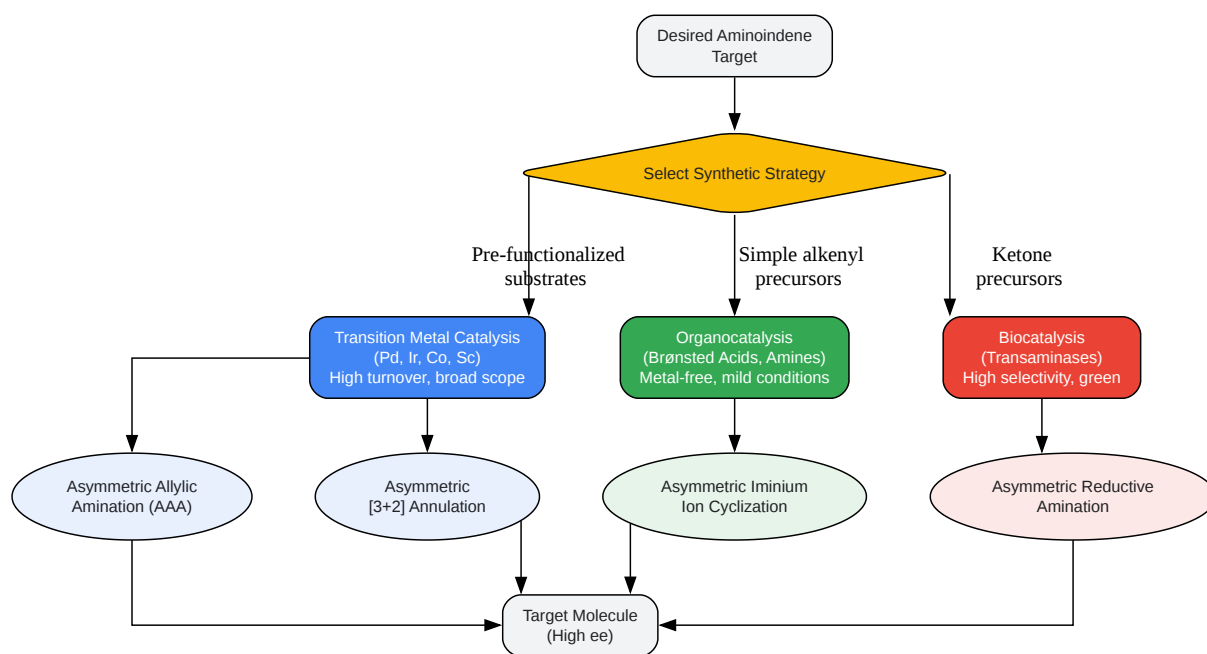 Desired Aminoindene
Target
Select Synthetic Strategy
Pre-functionalized
substrates
Simple alkenyl
precursors
Ketone
precursors
Transition Metal Catalysis
(Pd, Ir, Co, Sc)
High turnover, broad scope
Organocatalysis
(Brønsted Acids, Amines)
Metal-free, mild conditions
Biocatalysis
(Transaminases)
High selectivity, green
Asymmetric Allylic
Amination (AAA)
Asymmetric
[3+2] Annulation
Asymmetric Iminium
Ion Cyclization
Asymmetric Reductive
Amination
Target Molecule
(High ee)